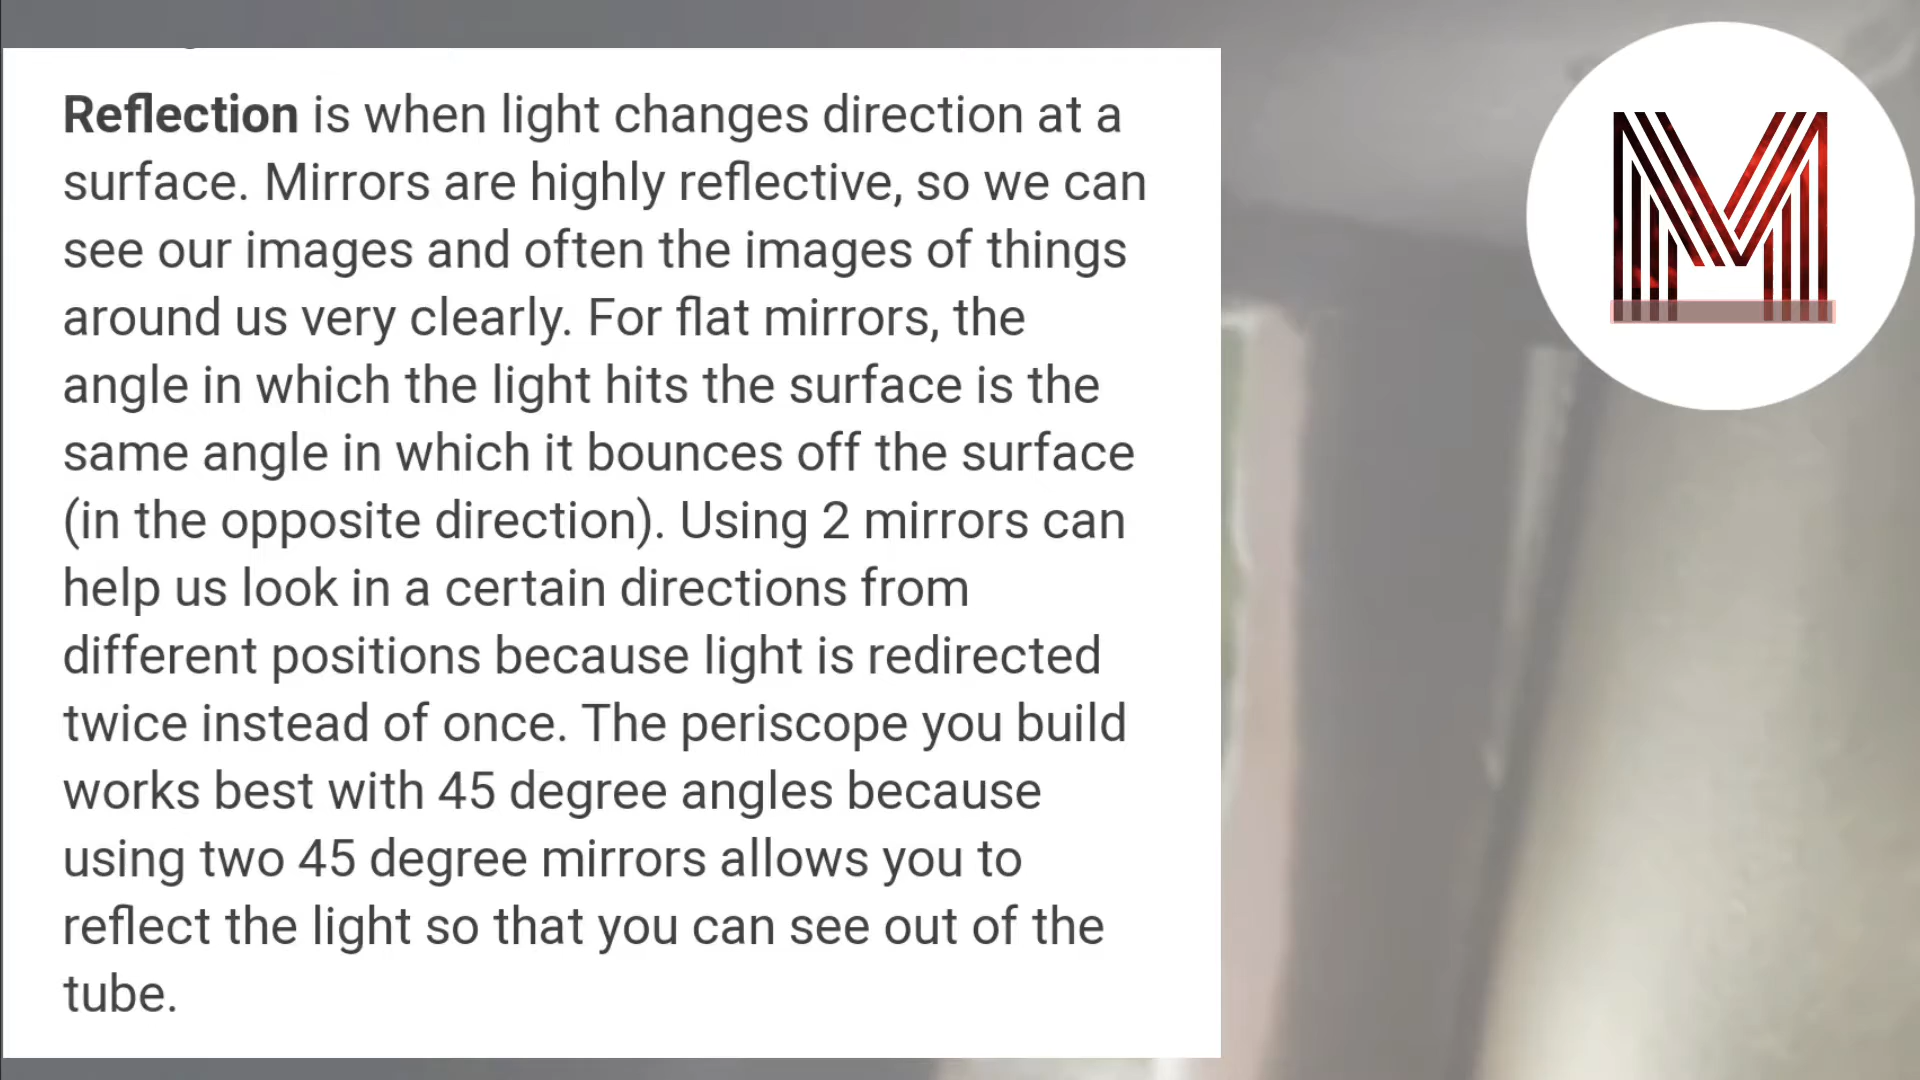 Reflection is when light changes direction at a
surface. Mirrors are highly reflective, so we can
see our images and often the images of things
around us very clearly. For flat mirrors, the
angle in which the light hits the surface is the
same angle in which it bounces off the surface
(in the opposite direction). Using 2 mirrors can
help us look in a certain directions from
different positions because light is redirected
twice instead of once. The periscope you build
works best with 45 degree angles because
using two 45 degree mirrors allows you to
reflect the light so that you can see out of the
tube.
M